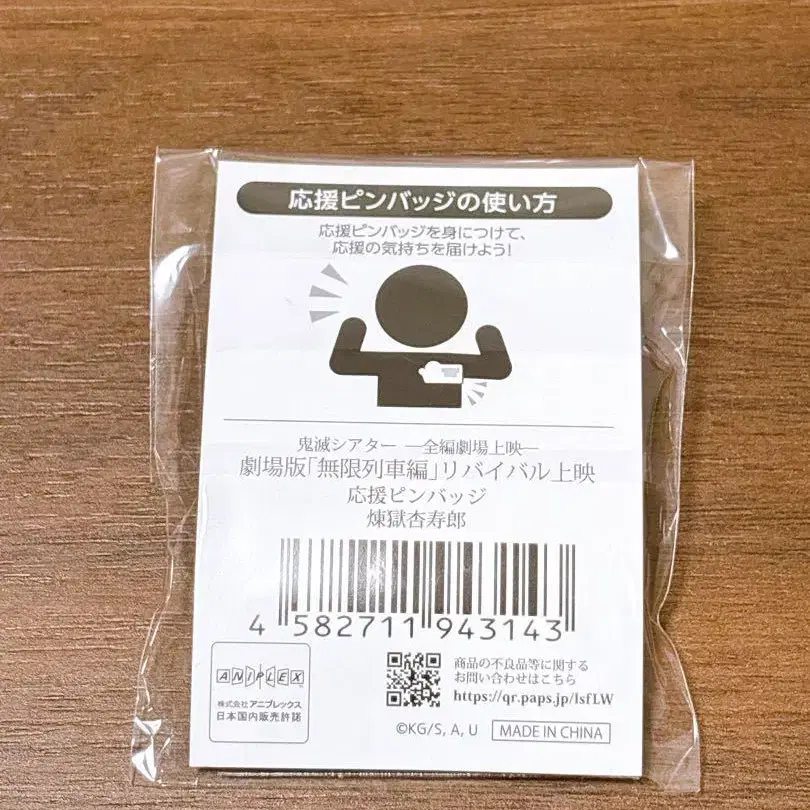 応援ピンバッジの使い方
応援ピンバッジを身につけて、
応援の気持ちを届けよう!
鬼滅シアター ―全編劇場上映―
劇場版「無限列車編」リバイバル上映
応援ピンバッジ
煉獄杏寿郎
4 582711 943143
ANIPLEX
株式会社 アニプレックス
日本国内販売許諾
商品の不良品等に関する
お問い合わせはこちら
https://qr.paps.jp/lsfLW
©KG/S, A, U
MADE IN CHINA